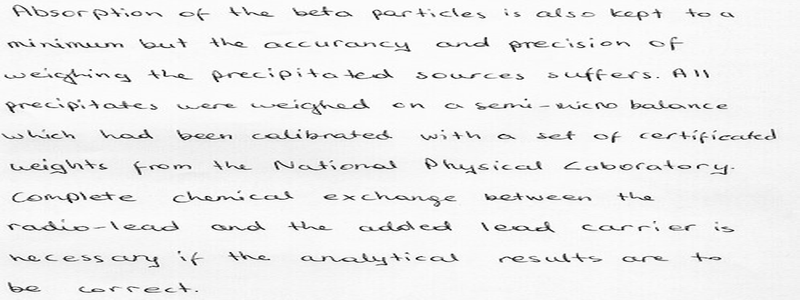 Absorption of the beta particles is also kept to a
minimum but the accurancy and precision of
weighing the precipitated sources suffers. All
precipitates were weighed on a semi-micro balance
which had been calibrated with a set of certificated
weights from the National Physical Laboratory.
Complete chemical exchange between the
radio-lead and the added lead carrier is
necessary if the analytical results are to
be correct.